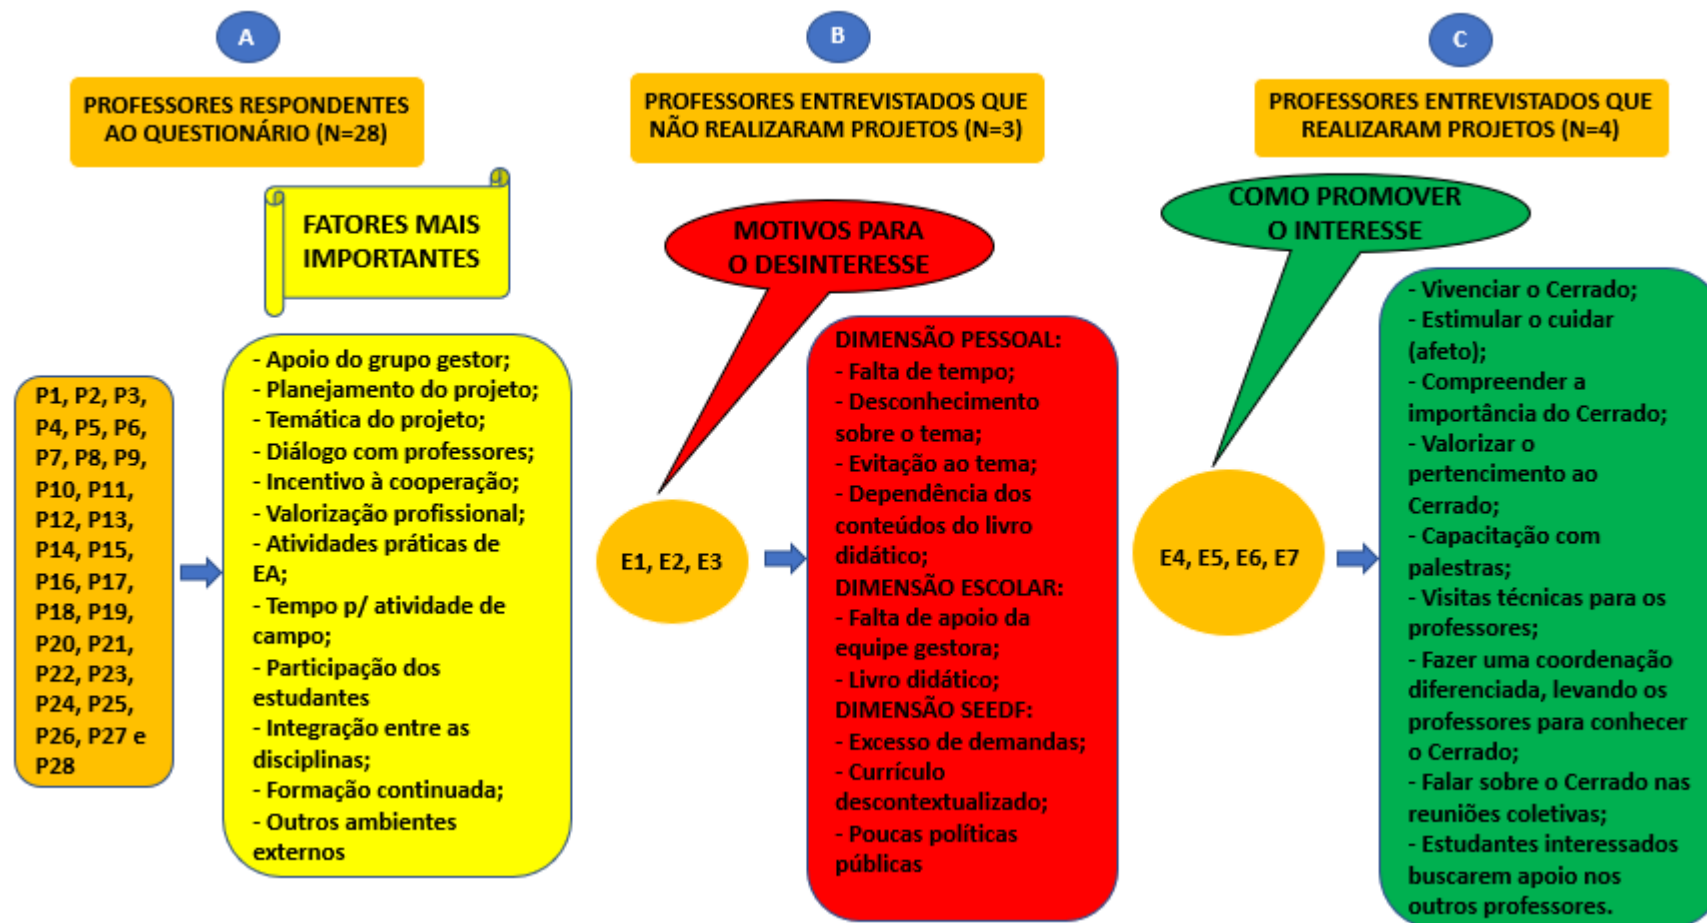 A
PROFESSORES RESPONDENTES
AO QUESTIONÁRIO (N=28)
FATORES MAIS
IMPORTANTES
P1, P2, P3,
P4, P5, P6,
P7, P8, P9,
P10, P11,
P12, P13,
P14, P15,
P16, P17,
P18, P19,
P20, P21,
P22, P23,
P24, P25,
P26, P27 e
P28
- Apoio do grupo gestor;
- Planejamento do projeto;
- Temática do projeto;
- Diálogo com professores;
- Incentivo à cooperação;
- Valorização profissional;
- Atividades práticas de
EA;
- Tempo p/ atividade de
campo;
- Participação dos
estudantes
- Integração entre as
disciplinas;
- Formação continuada;
- Outros ambientes
externos
B
PROFESSORES ENTREVISTADOS QUE
NÃO REALIZARAM PROJETOS (N=3)
MOTIVOS PARA
O DESINTERESSE
E1, E2, E3
DIMENSÃO PESSOAL:
- Falta de tempo;
- Desconhecimento
sobre o tema;
- Evitação ao tema;
- Dependência dos
conteúdos do livro
didático;
DIMENSÃO ESCOLAR:
- Falta de apoio da
equipe gestora;
- Livro didático;
DIMENSÃO SEEDF:
- Excesso de demandas;
- Currículo
descontextualizado;
- Poucas políticas
públicas
C
PROFESSORES ENTREVISTADOS QUE
REALIZARAM PROJETOS (N=4)
COMO PROMOVER
O INTERESSE
E4, E5, E6, E7
- Vivenciar o Cerrado;
- Estimular o cuidar
(afeto);
- Compreender a
importância do Cerrado;
- Valorizar o
pertencimento ao
Cerrado;
- Capacitação com
palestras;
- Visitas técnicas para os
professores;
- Fazer uma coordenação
diferenciada, levando os
professores para conhecer
o Cerrado;
- Falar sobre o Cerrado nas
reuniões coletivas;
- Estudantes interessados
buscarem apoio nos
outros professores.